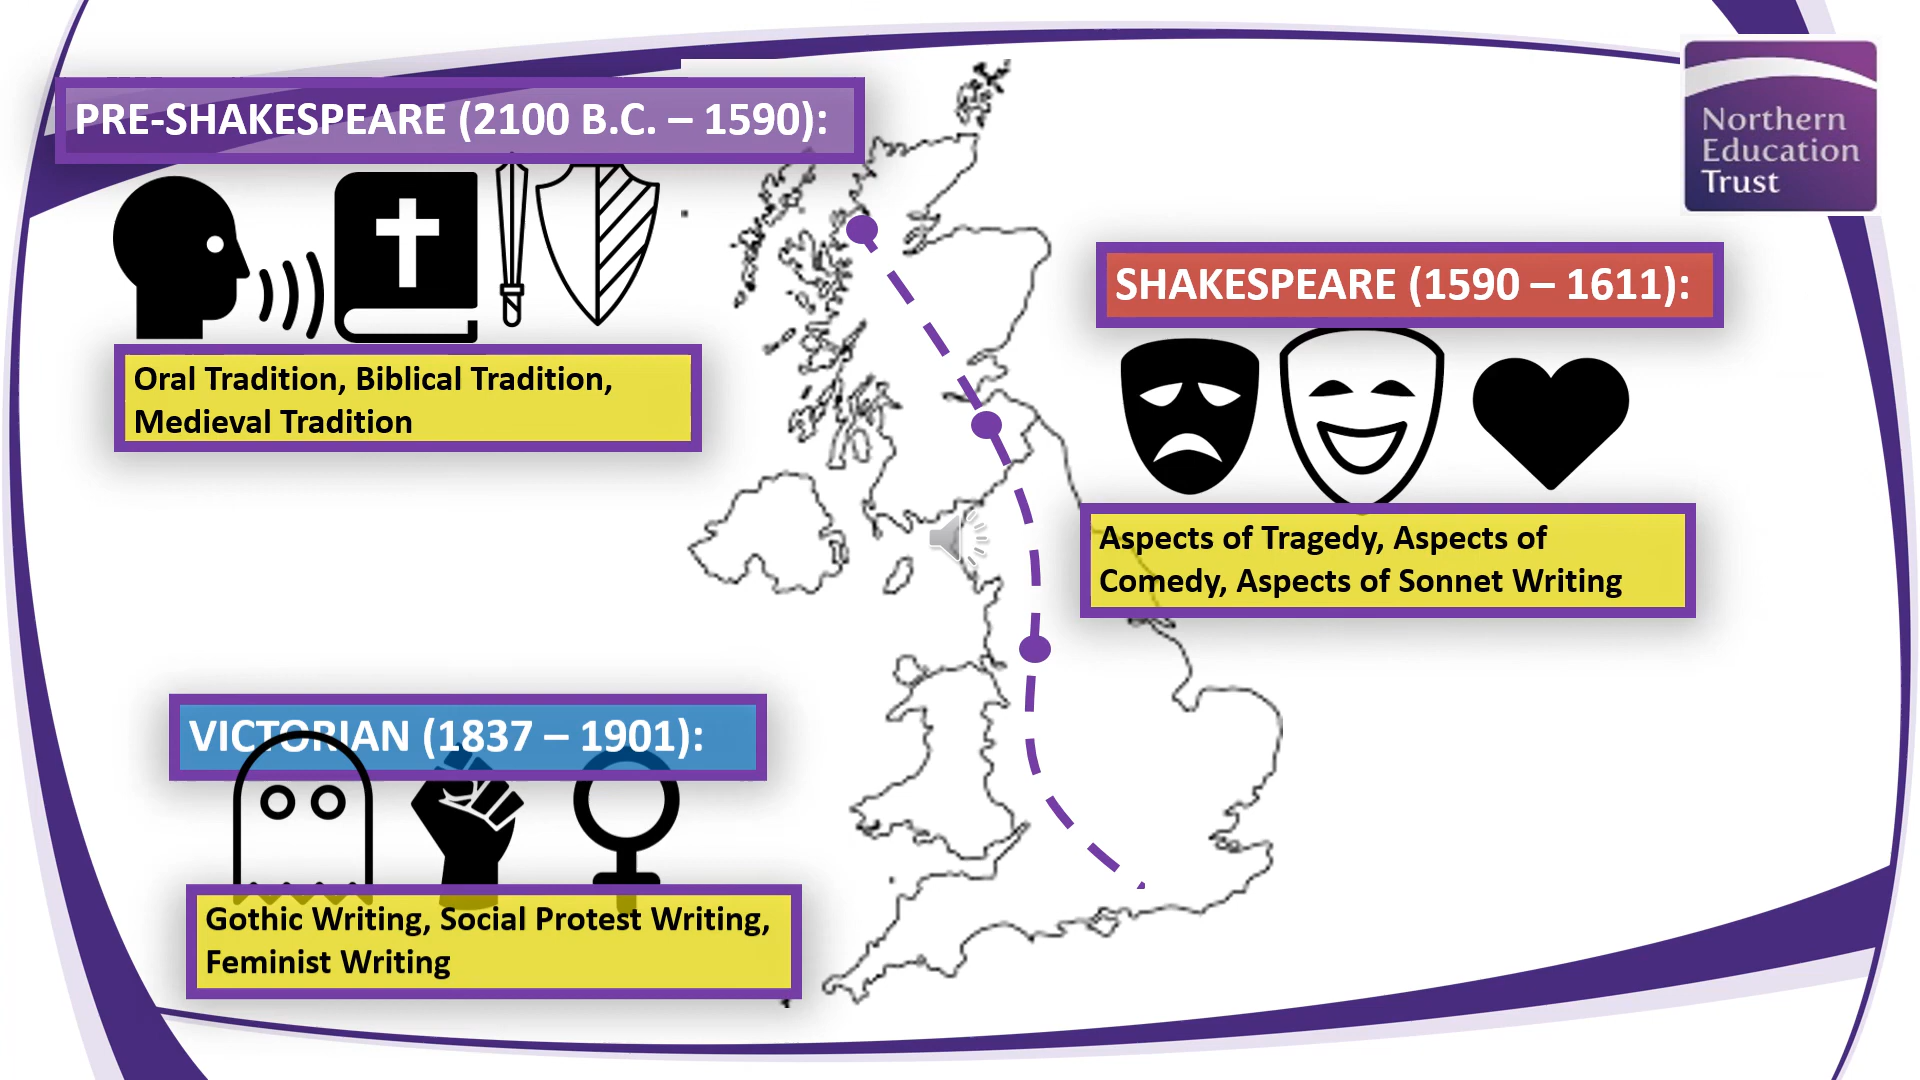 PRE-SHAKESPEARE (2100 B.C. – 1590):
Oral Tradition, Biblical Tradition,
Medieval Tradition
Northern
Education
Trust
SHAKESPEARE (1590 – 1611):
Aspects of Tragedy, Aspects of
Comedy, Aspects of Sonnet Writing
VICTORIAN (1837 – 1901):
Gothic Writing, Social Protest Writing,
Feminist Writing